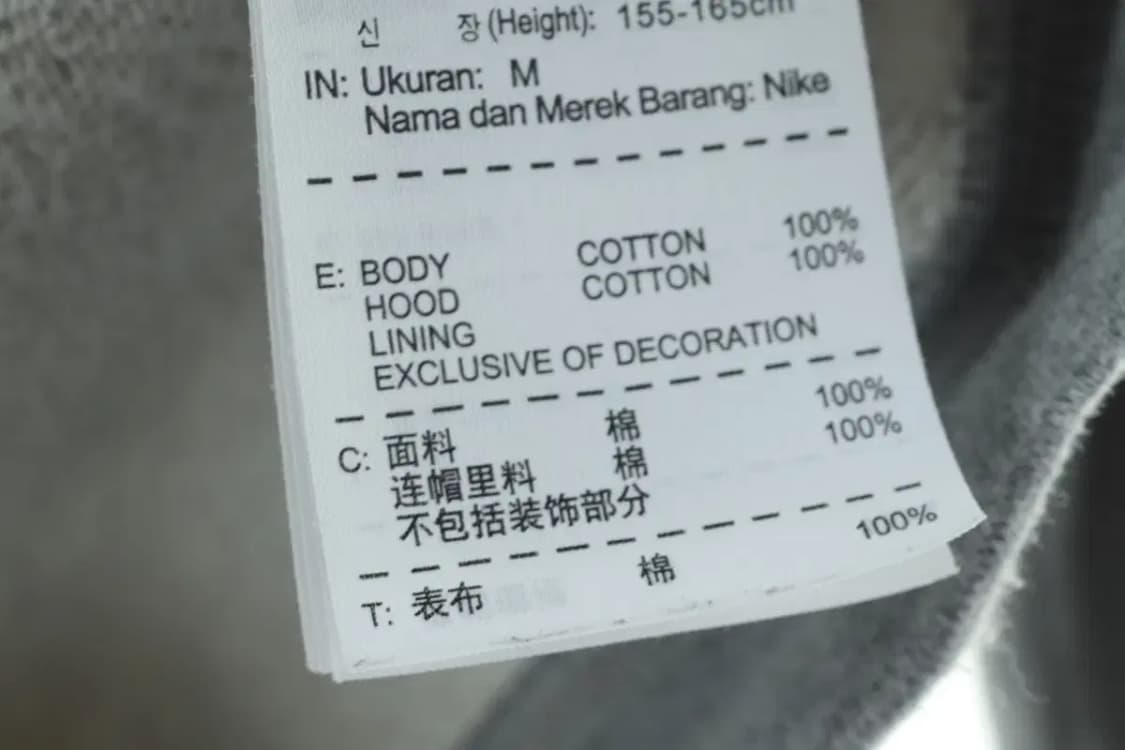 신 장 (Height): 155-165cm
IN: Ukuran: M
Nama dan Merek Barang: Nike
E: BODY COTTON 100%
HOOD COTTON 100%
LINING
EXCLUSIVE OF DECORATION
C: 面料 棉 100%
连帽里料 棉 100%
不包括装饰部分
T: 表布 棉 100%